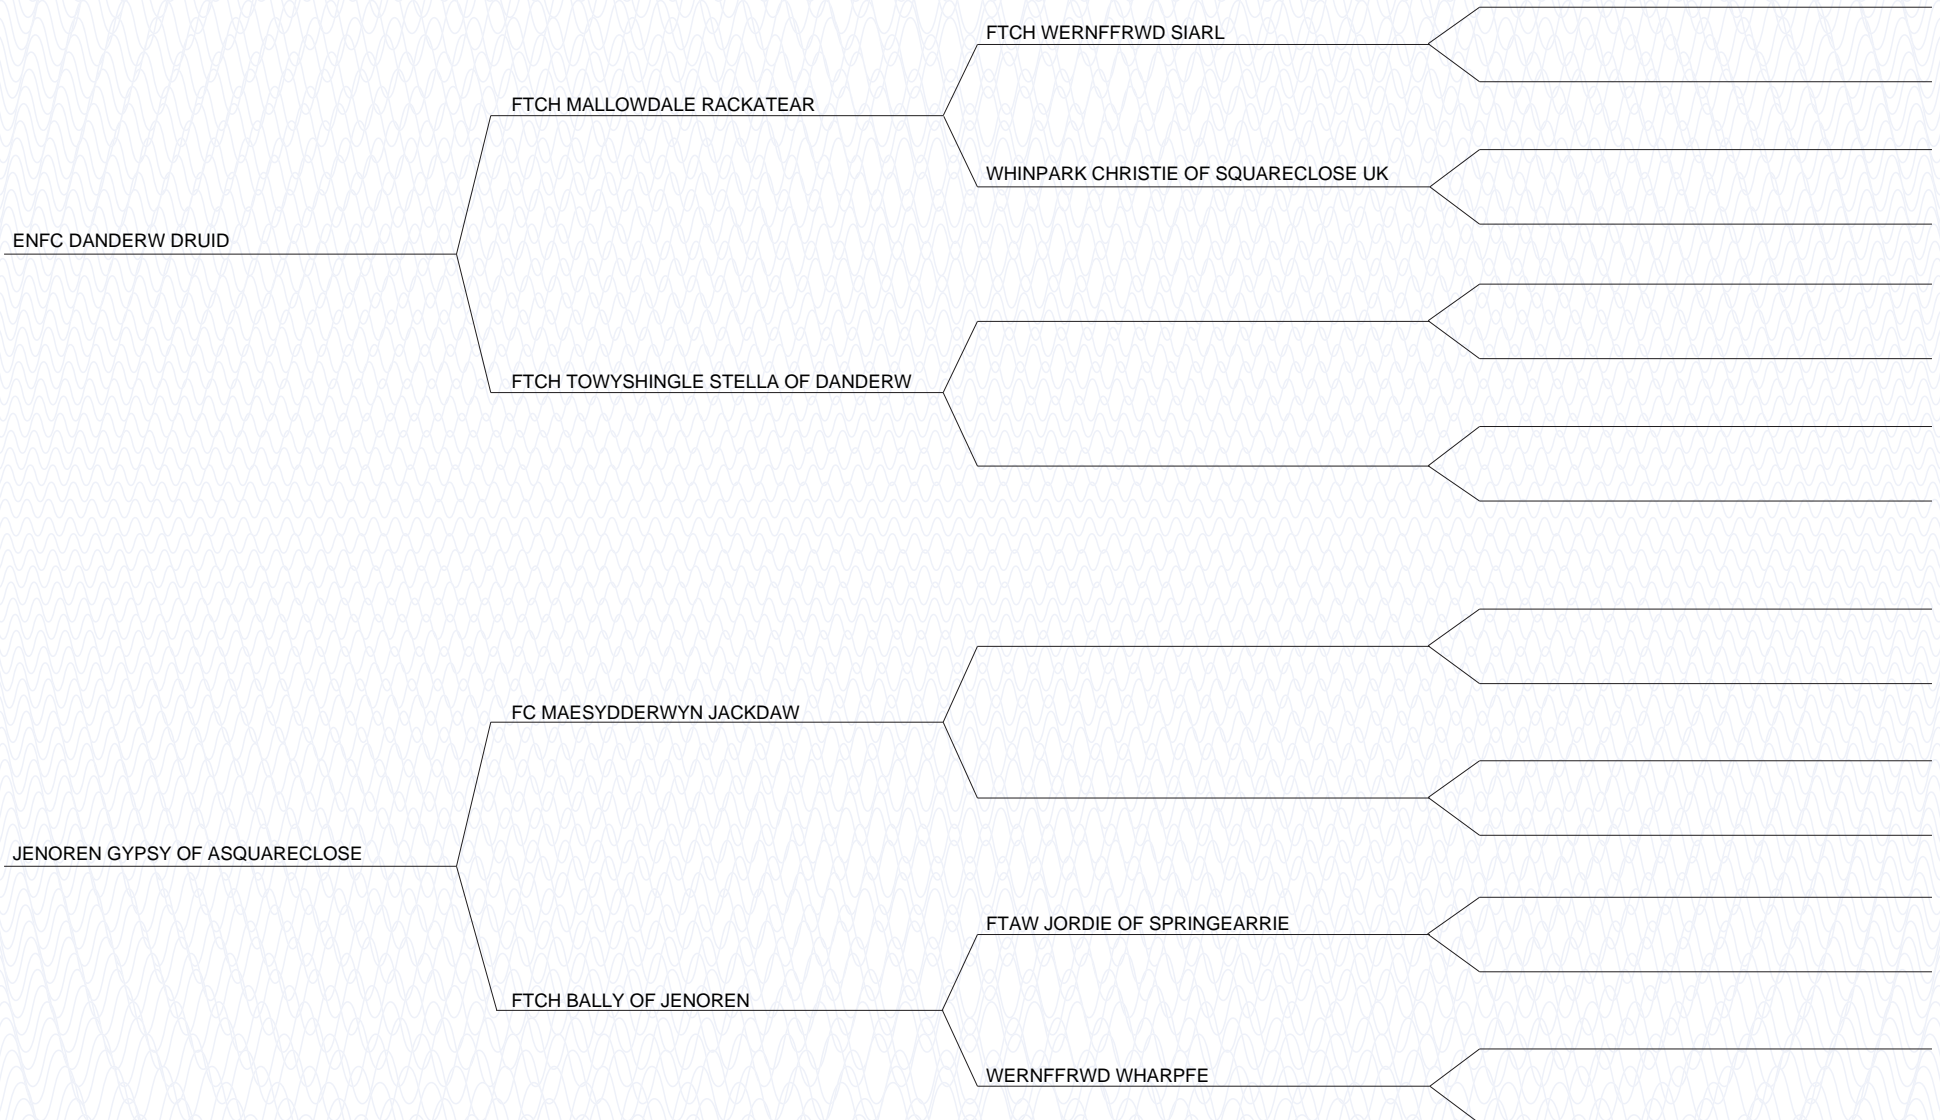 FTCH WERNFFRWD SIARL
FTCH MALLOWDALE RACKATEAR
WHINPARK CHRISTIE OF SQUARECLOSE UK
ENFC DANDERW DRUID
FTCH TOWYSHINGLE STELLA OF DANDERW
FC MAESYDDERWYN JACKDAW
JENOREN GYPSY OF ASQUARECLOSE
FTAW JORDIE OF SPRINGEARRIE
FTCH BALLY OF JENOREN
WERNFFRWD WHARPFE